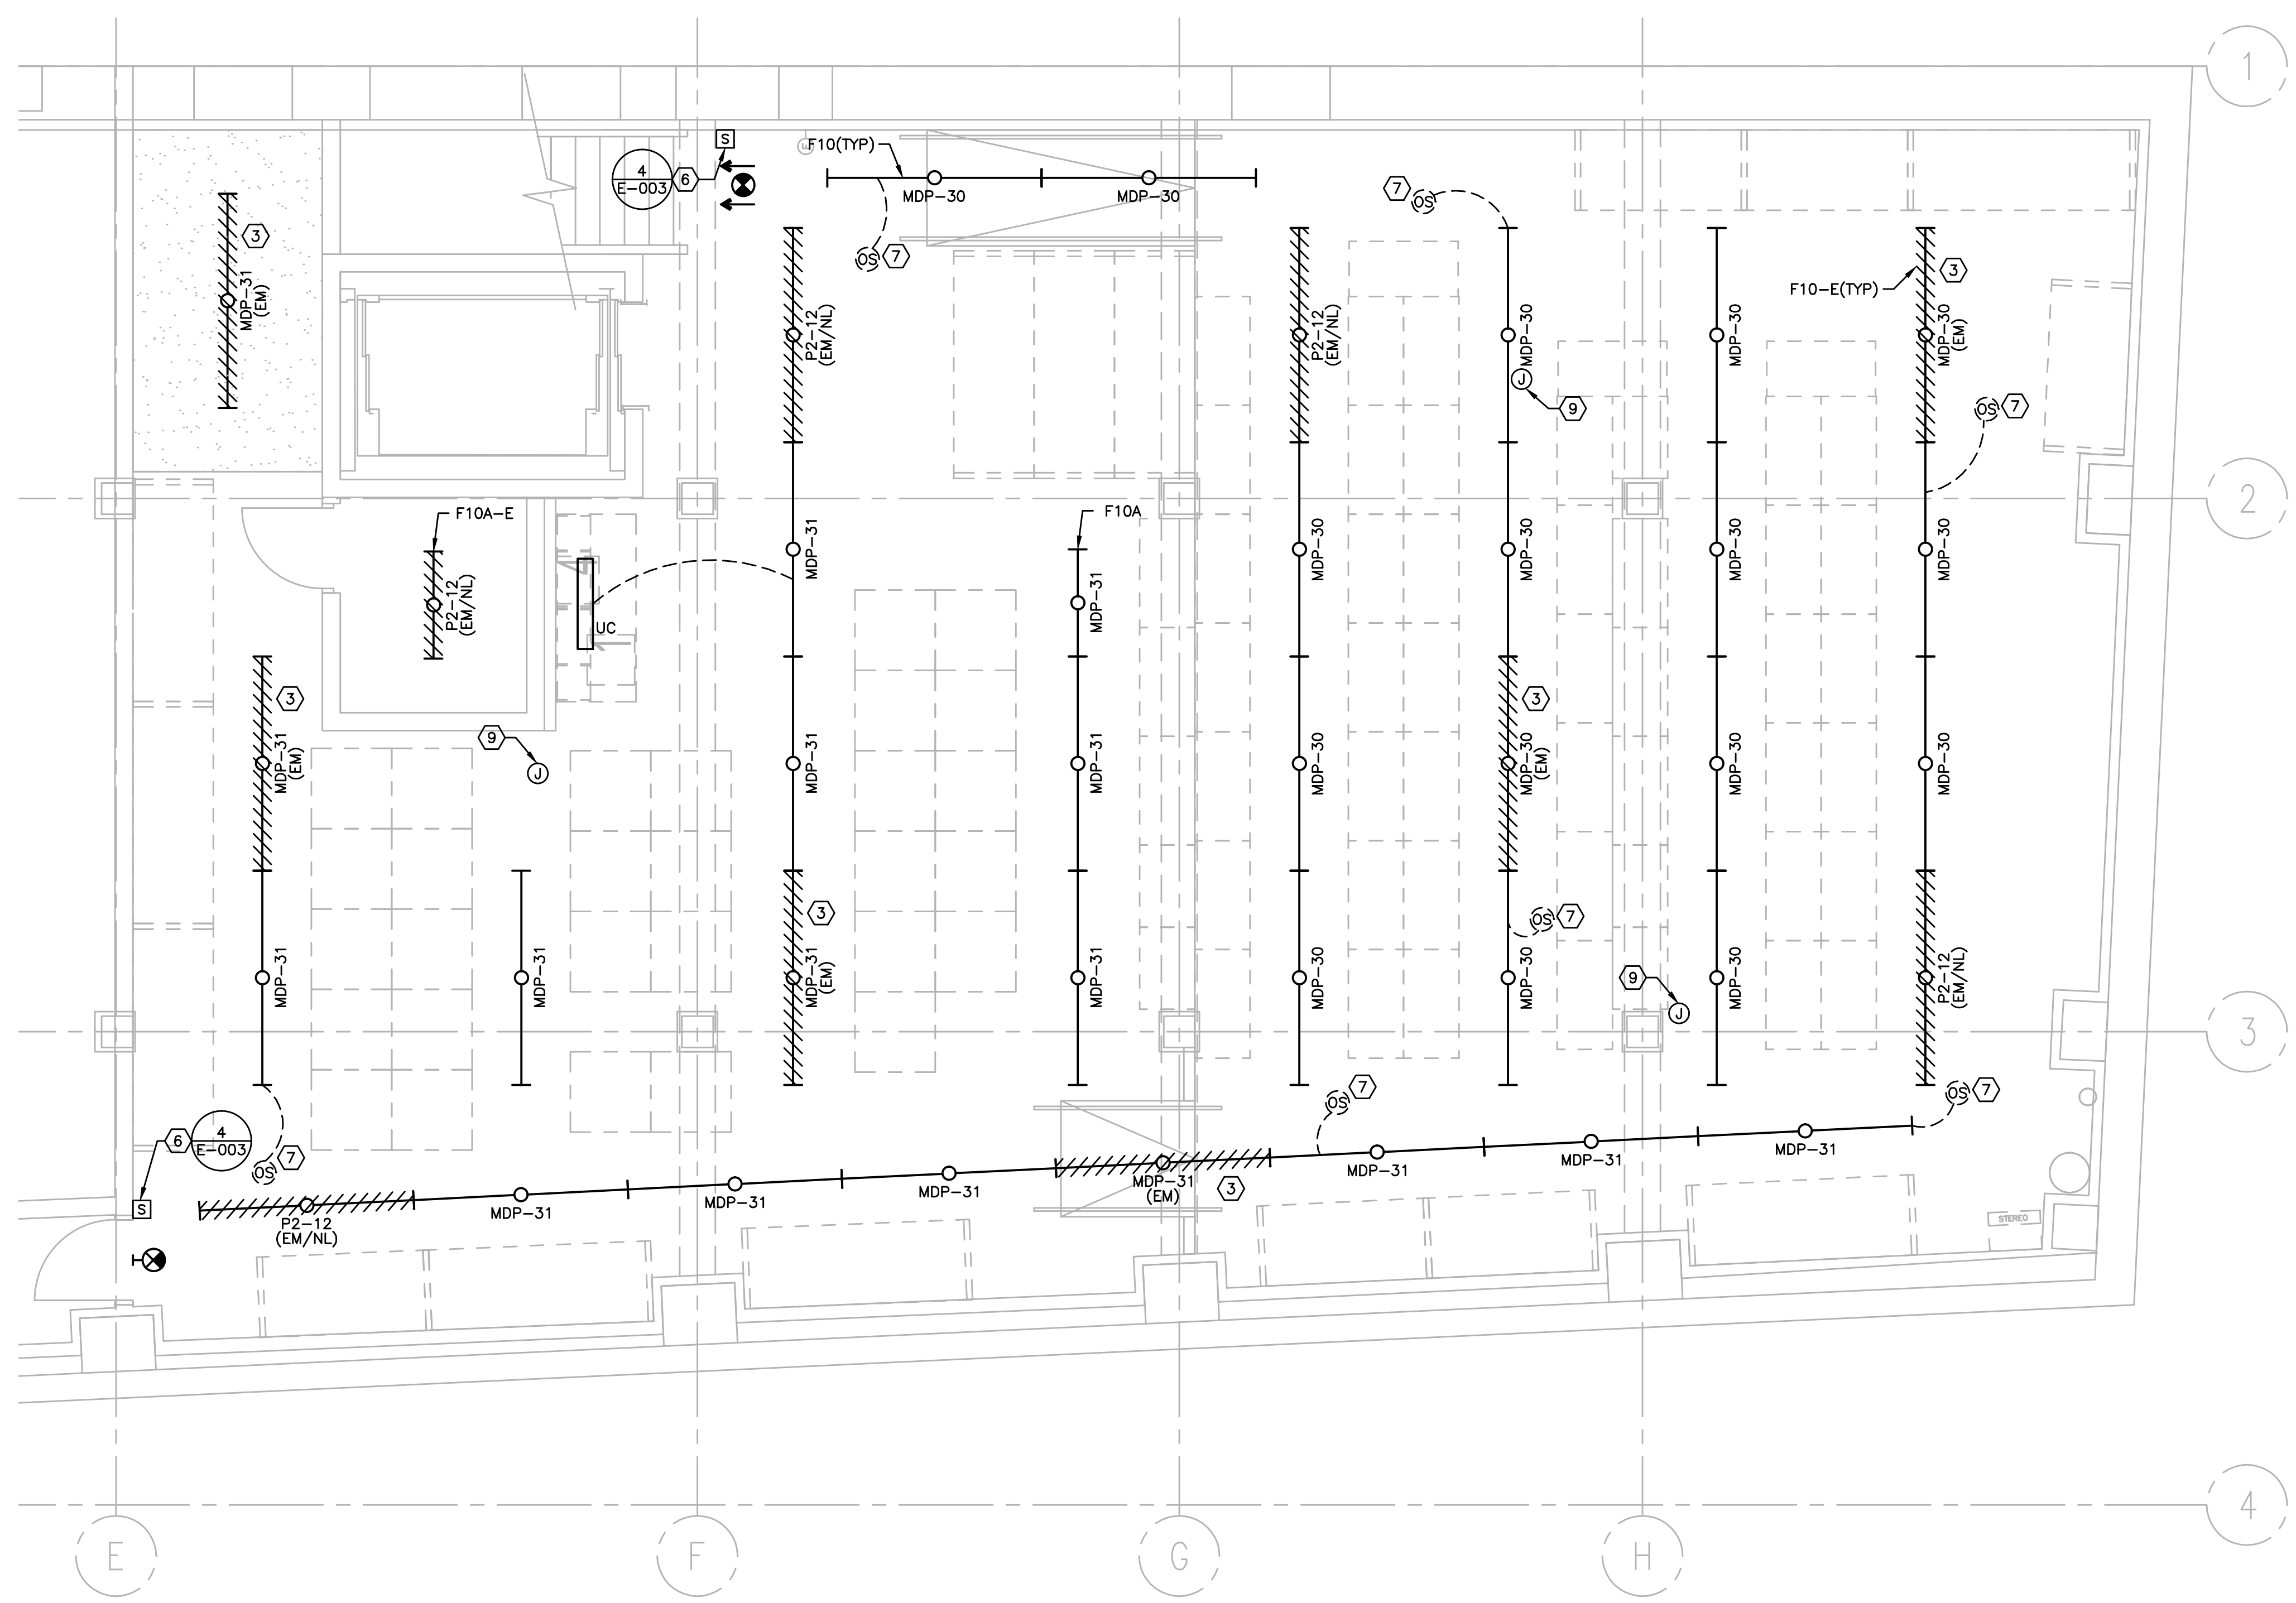 1
S
F10(TYP)
4
E-003
6
MDP-30
MDP-30
7
OS
3
OS
7
MDP-31
(EM)
P2-12
(EM/NL)
P2-12
(EM/NL)
MDP-30
MDP-30
F10-E(TYP)
3
MDP-30
(EM)
J
9
OS
7
2
F10A-E
F10A
P2-12
(EM/NL)
UC
MDP-31
MDP-31
MDP-30
MDP-30
MDP-30
MDP-30
3
MDP-31
(EM)
9
J
MDP-31
MDP-31
MDP-30
3
MDP-30
(EM)
MDP-30
MDP-30
MDP-31
MDP-31
3
MDP-31
(EM)
MDP-31
MDP-30
OS
7
MDP-30
9
J
MDP-30
P2-12
(EM/NL)
3
6
4
E-003
OS
7
OS
7
OS
7
S
P2-12
(EM/NL)
MDP-31
MDP-31
MDP-31
MDP-31
(EM)
3
MDP-31
MDP-31
MDP-31
STEREO
4
E
F
G
H